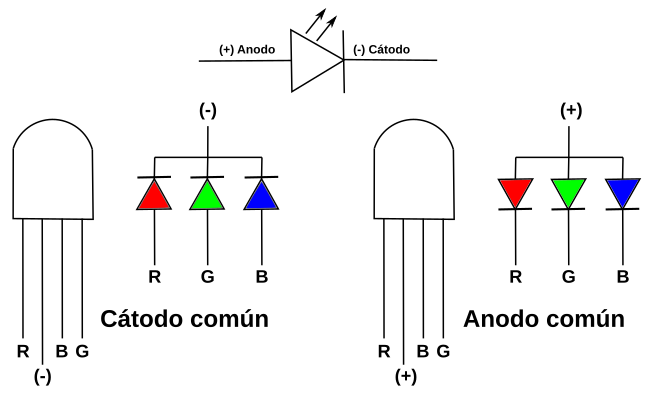 (+) Anodo (-) Cátodo
(-)
R G B
Cátodo común
R B G
(-)
(+)
R G B
Anodo común
R B G
(+)